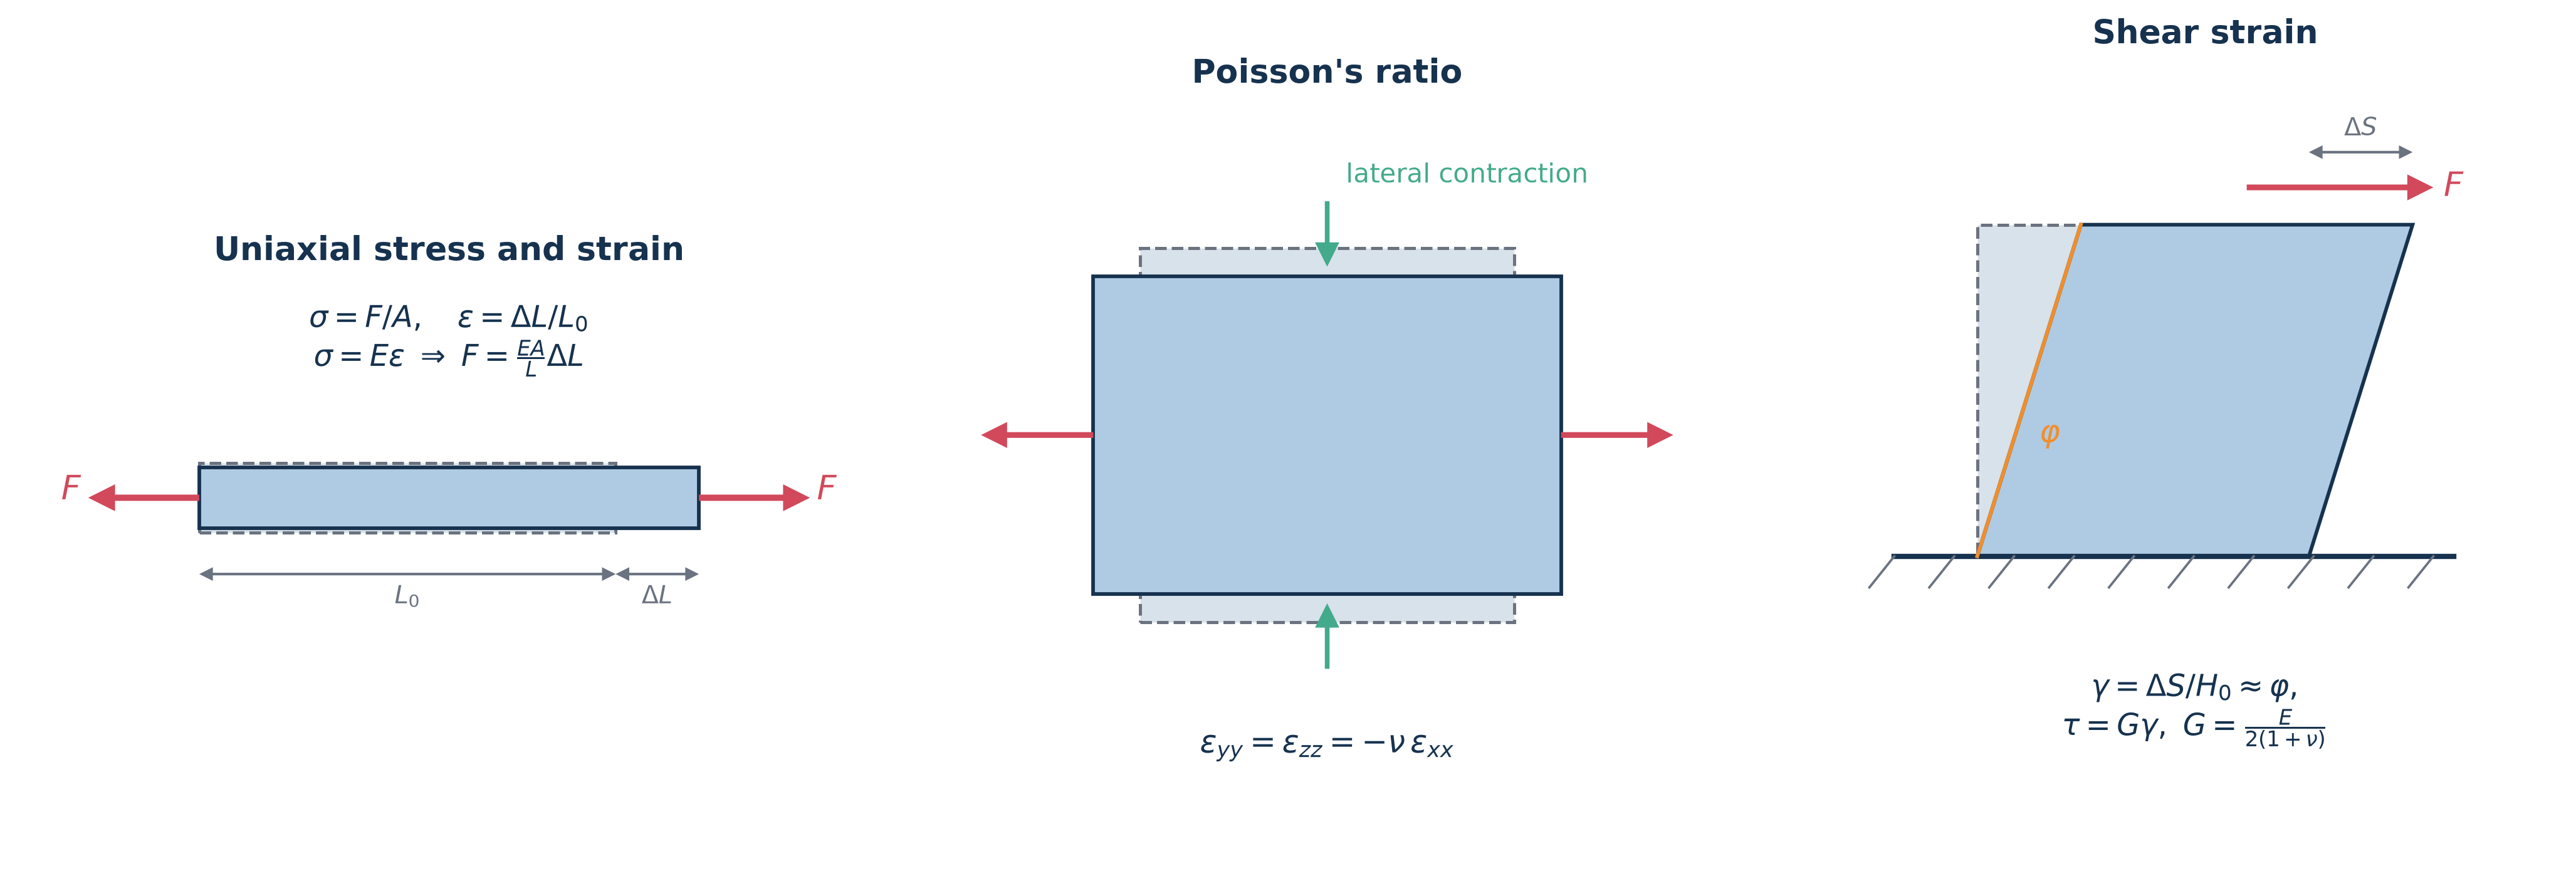 Uniaxial stress and strain
σ = F/A, ε = ΔL/L₀
σ = Eε ⇒ F = EA/L ΔL
F
F
L₀
ΔL
Poisson's ratio
lateral contraction
ε_yy = ε_zz = −ν ε_xx
Shear strain
ΔS
F
φ
γ = ΔS/H₀ ≈ φ,
τ = Gγ, G = E/2(1 + ν)